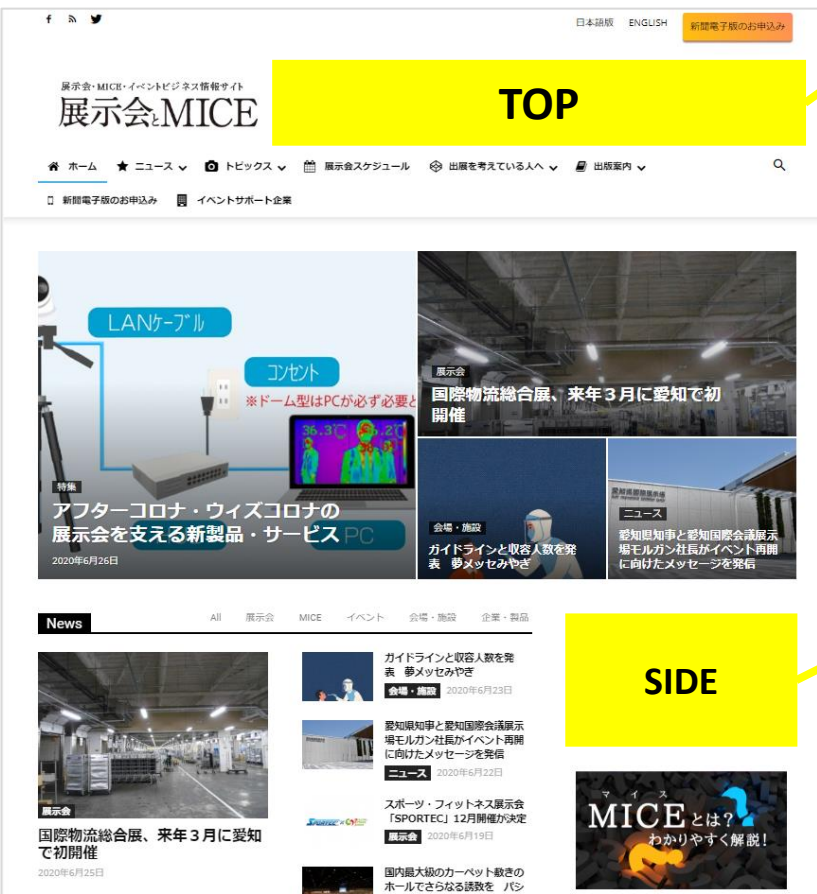 日本語版 ENGLISH 新聞電子版のお申込み
展示会・MICE・イベントビジネス情報サイト
展示会とMICE
TOP
ホーム ニュース トピックス 展示会スケジュール 出展を考えている人へ 出版案内
新聞電子版のお申込み イベントサポート企業
LANケーブル
コンセント
※ドーム型はPCが必ず必要と
36.3℃ 36.2℃
PC
特集
アフターコロナ・ウィズコロナの
展示会を支える新製品・サービス
2020年6月26日
展示会
国際物流総合展、来年３月に愛知で初
開催
会場・施設
ガイドラインと収容人数を発
表 夢メッセみやぎ
愛知県国際展示場
ニュース
愛知県知事と愛知国際会議展示
場モルガン社長がイベント再開
に向けたメッセージを発信
News All 展示会 MICE イベント 会場・施設 企業・製品
展示会
国際物流総合展、来年３月に愛知
で初開催
2020年6月25日
ガイドラインと収容人数を発
表 夢メッセみやぎ
会場・施設 2020年6月23日
愛知県知事と愛知国際会議展示
場モルガン社長がイベント再開
に向けたメッセージを発信
ニュース 2020年6月22日
SPORTEC
スポーツ・フィットネス展示会
「SPORTEC」12月開催が決定
展示会 2020年6月19日
国内最大級のカーペット敷きの
ホールでさらなる誘致を パシ
SIDE
マイス
MICEとは?
わかりやすく解説!